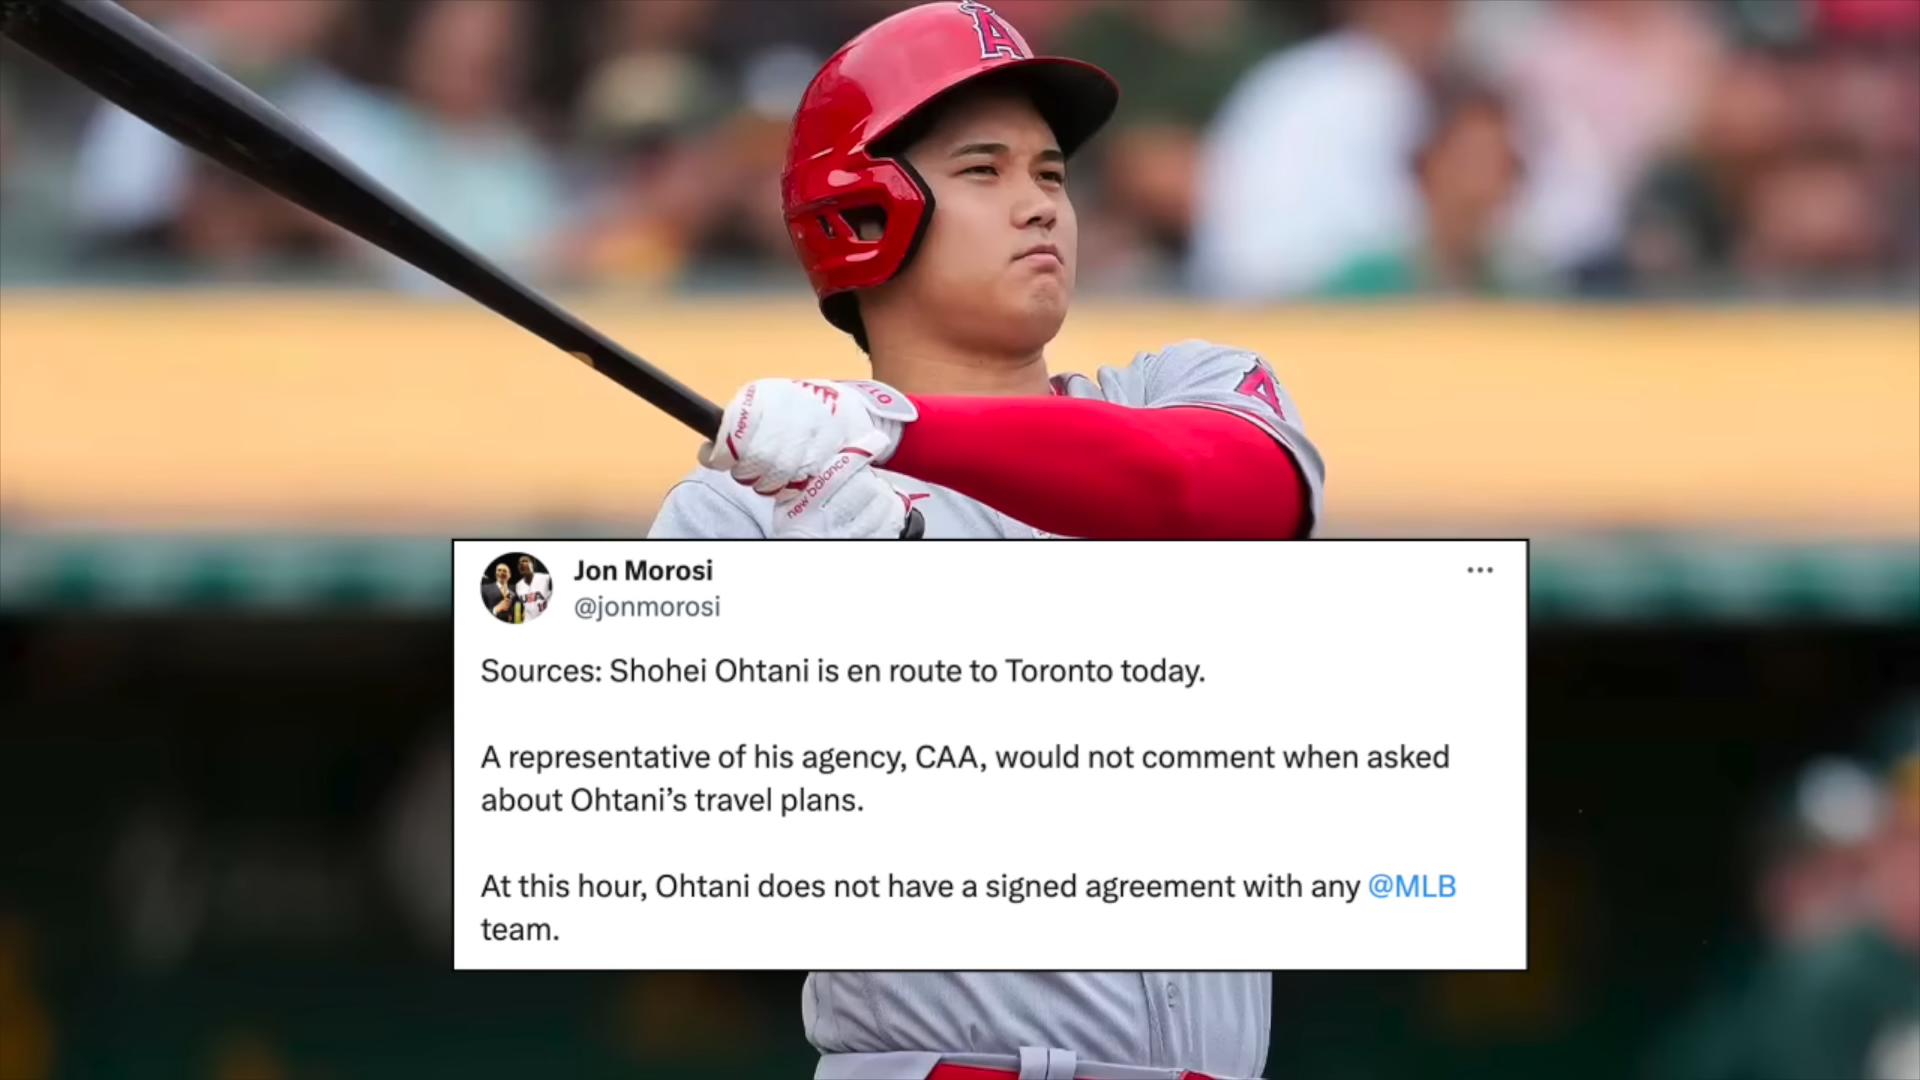 A
A
new balance
new balance
Jon Morosi
@jonmorosi
Sources: Shohei Ohtani is en route to Toronto today.
A representative of his agency, CAA, would not comment when asked
about Ohtani’s travel plans.
At this hour, Ohtani does not have a signed agreement with any @MLB
team.